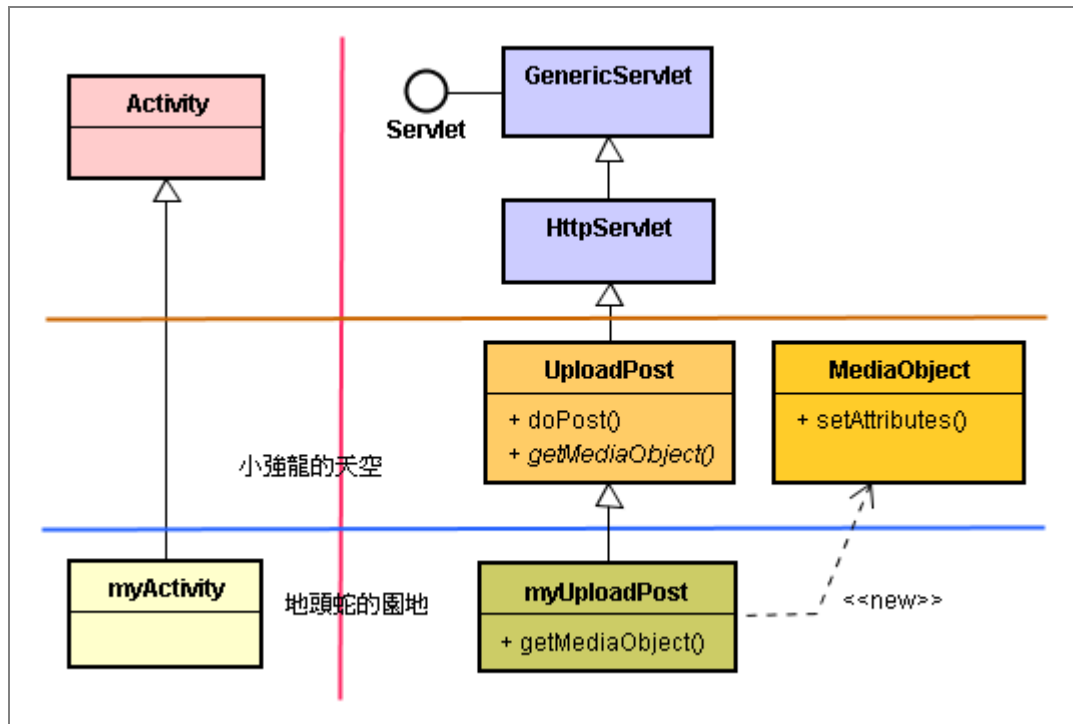 Activity
Servlet
GenericServlet
HttpServlet
UploadPost
+ doPost()
+ getMediaObject()
MediaObject
+ setAttributes()
小強龍的天空
myActivity
地頭蛇的園地
myUploadPost
+ getMediaObject()
<<new>>